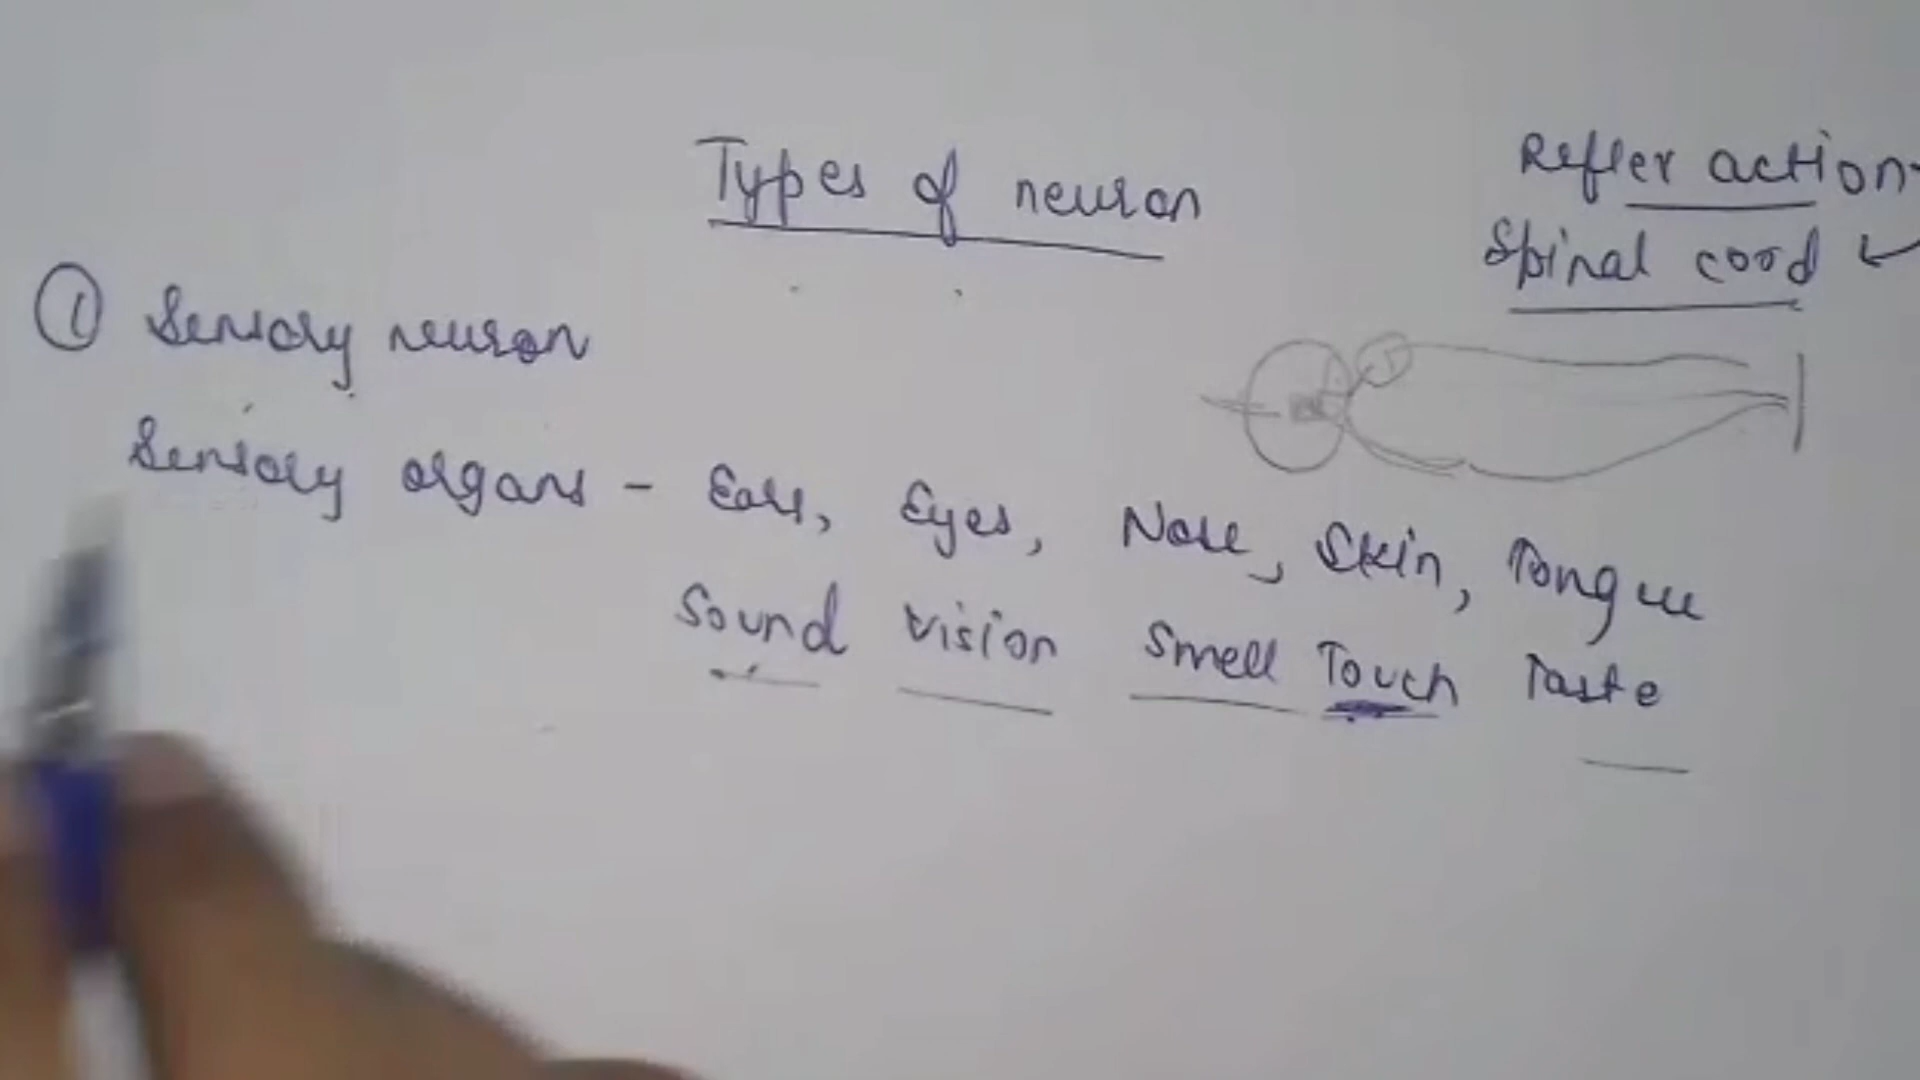 Types of neuron
Reflex action
Spinal cord
① Sensory neuron
Sensory organs - Ears, Eyes, Nose, Skin, Tongue
Sound vision Smell Touch Taste